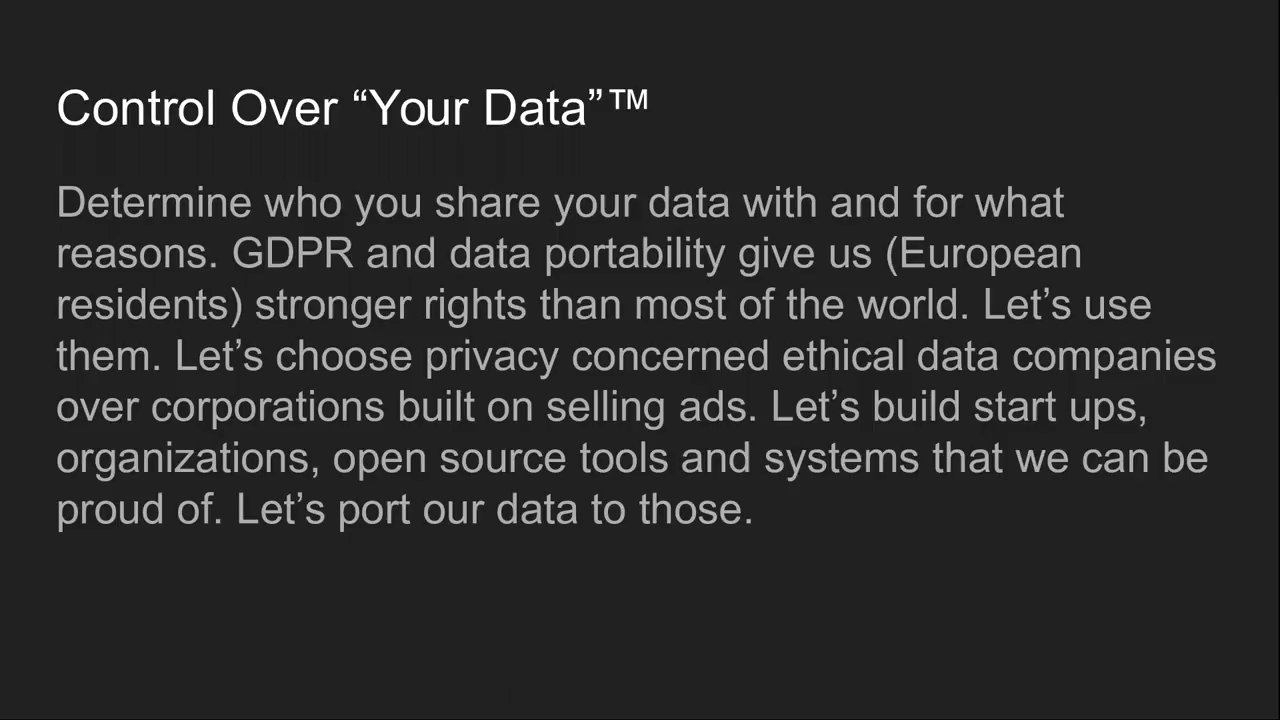 Control Over “Your Data”™
Determine who you share your data with and for what
reasons. GDPR and data portability give us (European
residents) stronger rights than most of the world. Let’s use
them. Let’s choose privacy concerned ethical data companies
over corporations built on selling ads. Let’s build start ups,
organizations, open source tools and systems that we can be
proud of. Let’s port our data to those.